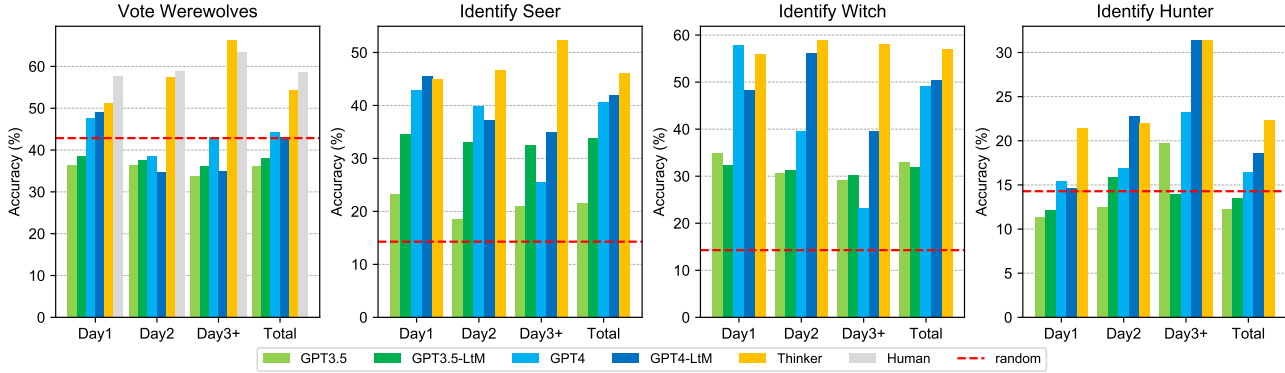 Vote Werewolves
Identify Seer
Identify Witch
Identify Hunter
Accuracy (%)
60
50
40
30
20
10
0
Day1 Day2 Day3+ Total
Accuracy (%)
50
40
30
20
10
0
Day1 Day2 Day3+ Total
Accuracy (%)
60
50
40
30
20
10
0
Day1 Day2 Day3+ Total
Accuracy (%)
30
25
20
15
10
5
0
Day1 Day2 Day3+ Total
GPT3.5 GPT3.5-LtM GPT4 GPT4-LtM Thinker Human random